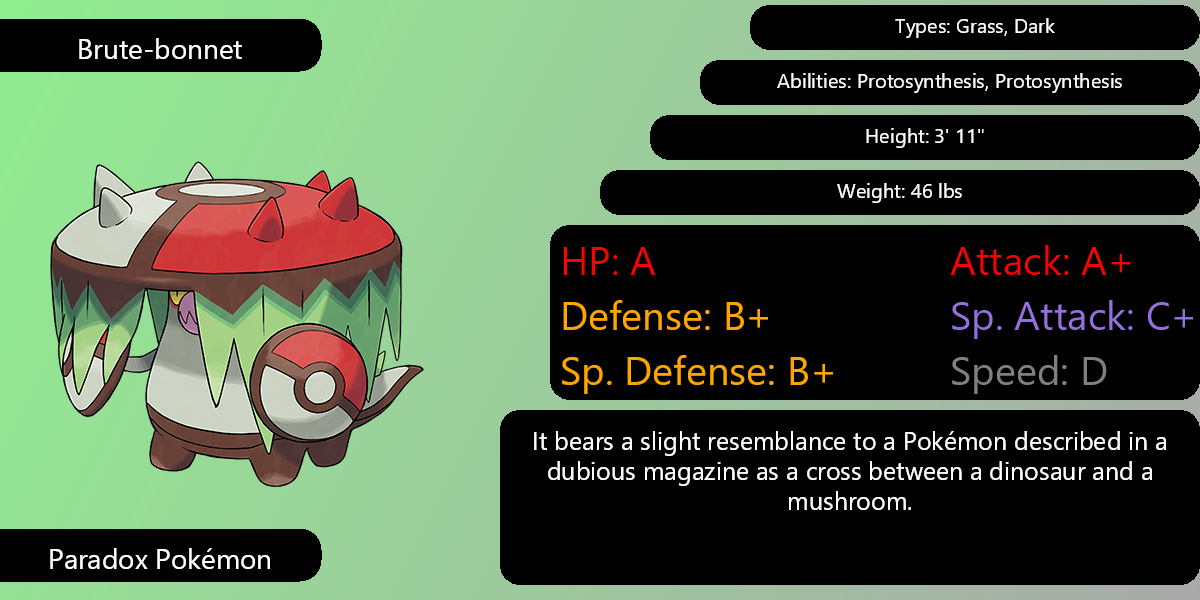 Brute-bonnet
Types: Grass, Dark
Abilities: Protosynthesis, Protosynthesis
Height: 3' 11"
Weight: 46 lbs
HP: A
Attack: A+
Defense: B+
Sp. Attack: C+
Sp. Defense: B+
Speed: D
It bears a slight resemblance to a Pokémon described in a
dubious magazine as a cross between a dinosaur and a
mushroom.
Paradox Pokémon